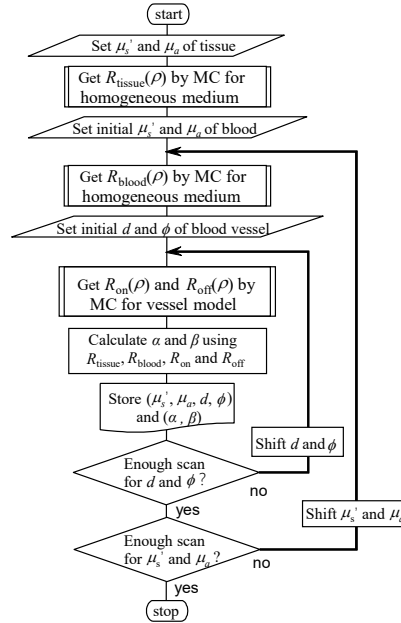 start
Set μs' and μa of tissue
Get Rtissue(ρ) by MC for
homogeneous medium
Set initial μs' and μa of blood
Get Rblood(ρ) by MC for
homogeneous medium
Set initial d and ϕ of blood vessel
Get Ron(ρ) and Roff(ρ) by
MC for vessel model
Calculate α and β using
Rtissue, Rblood, Ron and Roff
Store (μs', μa, d, ϕ)
and (α, β)
Shift d and ϕ
Enough scan
for d and ϕ?
no
yes
Shift μs' and μa
Enough scan
for μs' and μa?
no
yes
stop